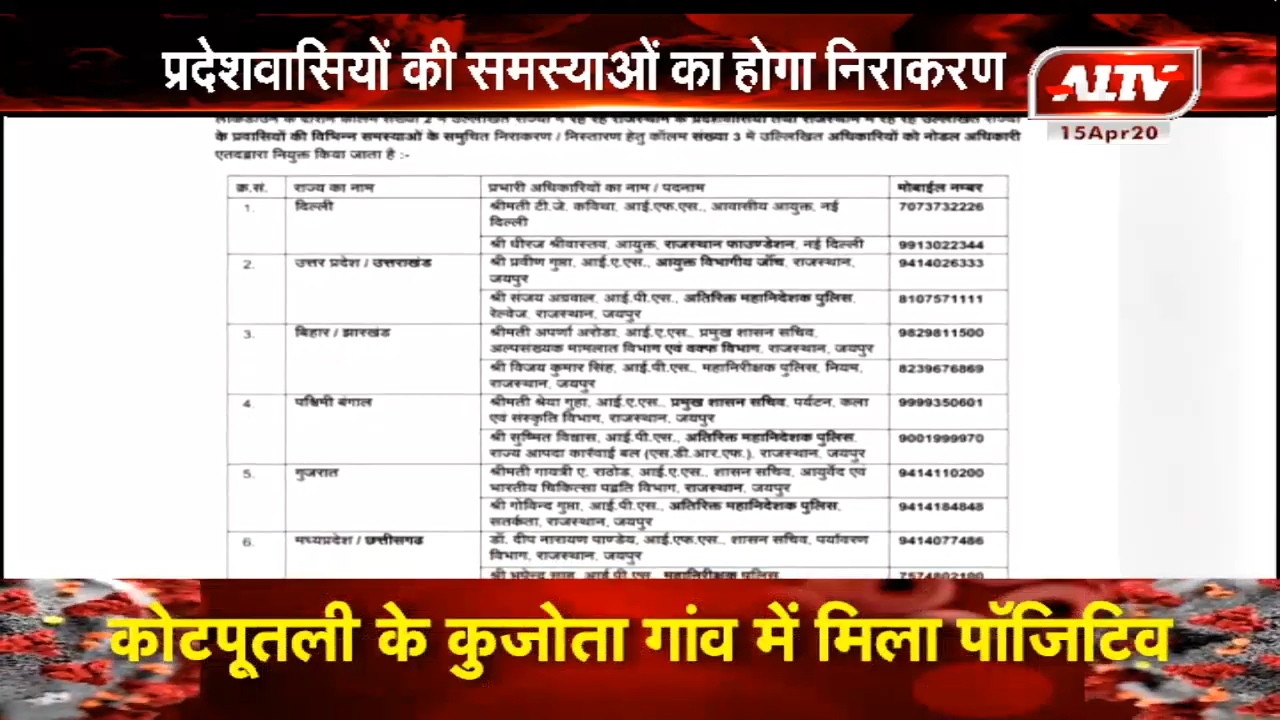 प्रदेशवासियों की समस्याओं का होगा निराकरण
ALTV
15Apr20
के प्रवासियों की विभिन्न समस्याओं के समुचित निराकरण / निस्तारण हेतु कॉलम संख्या 3 में उल्लिखित अधिकारियों को नोडल अधिकारी
एतदद्वारा नियुक्त किया जाता है :-
क्र.सं. राज्य का नाम प्रभारी अधिकारियों का नाम / पदनाम मोबाईल नम्बर
1. दिल्ली श्रीमती टी.जे. कविथा, आई.एफ.एस., आवासीय आयुक्त, नई 7073732226
दिल्ली
श्री धीरज श्रीवास्तव, आयुक्त, राजस्थान फाउण्डेशन, नई दिल्ली 9913022344
2. उत्तर प्रदेश / उत्तराखंड श्री प्रवीण गुप्ता, आई.ए.एस., आयुक्त विभागीय जाँच, राजस्थान, 9414026333
जयपुर
श्री संजय अग्रवाल, आई.पी.एस., अतिरिक्त महानिदेशक पुलिस, 8107571111
रेल्वेज, राजस्थान, जयपुर
3. बिहार / झारखंड श्रीमती अपर्णा अरोडा, आई.ए.एस., प्रमुख शासन सचिव, 9829811500
अल्पसंख्यक मामलात विभाग एवं वक्फ विभाग, राजस्थान, जयपुर
श्री विजय कुमार सिंह, आई.पी.एस., महानिरीक्षक पुलिस, नियम, 8239676869
राजस्थान, जयपुर
4. पश्चिमी बंगाल श्रीमती श्रेया गुहा, आई.ए.एस., प्रमुख शासन सचिव, पर्यटन, कला 9999350601
एवं संस्कृति विभाग, राजस्थान, जयपुर
श्री सुष्मित विश्वास, आई.पी.एस., अतिरिक्त महानिदेशक पुलिस, 9001999970
राज्य आपदा कार्रवाई बल (एस.डी.आर.एफ.), राजस्थान, जयपुर
5. गुजरात श्रीमती गायत्री ए. राठोड, आई.ए.एस., शासन सचिव, आयुर्वेद एवं 9414110200
भारतीय चिकित्सा पद्वति विभाग, राजस्थान, जयपुर
श्री गोविन्द गुप्ता, आई.पी.एस., अतिरिक्त महानिदेशक पुलिस, 9414184848
सतर्कता, राजस्थान, जयपुर
6. मध्यप्रदेश / छत्तीसगढ डॉ. दीप नारायण पाण्डेय, आई.एफ.एस., शासन सचिव, पर्यावरण 9414077486
विभाग, राजस्थान, जयपुर
कोटपूतली के कुजोता गांव में मिला पॉजिटिव